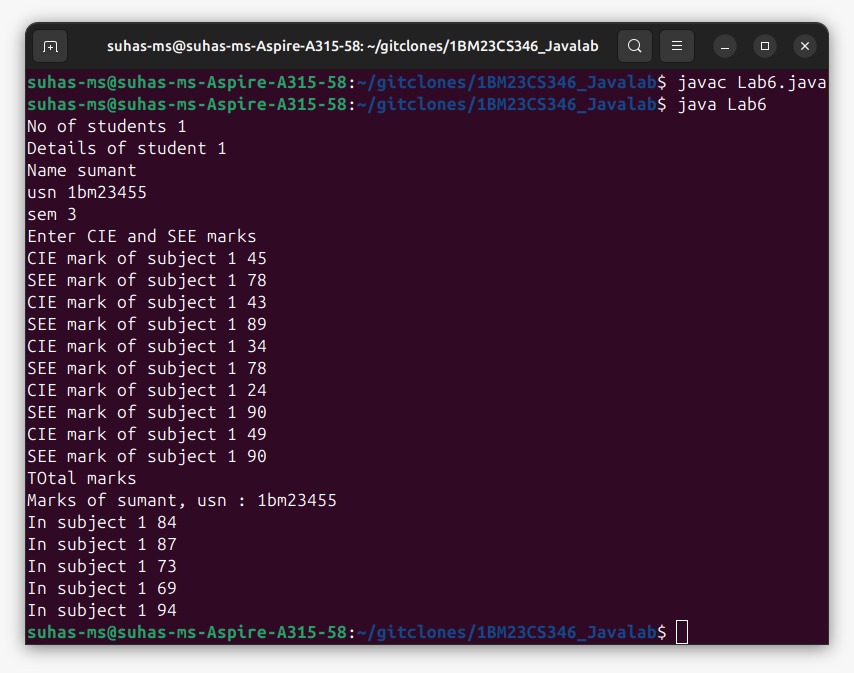 suhas-ms@suhas-ms-Aspire-A315-58: ~/gitclones/1BM23CS346_Javalab
suhas-ms@suhas-ms-Aspire-A315-58:~/gitclones/1BM23CS346_Javalab$ javac Lab6.java
suhas-ms@suhas-ms-Aspire-A315-58:~/gitclones/1BM23CS346_Javalab$ java Lab6
No of students 1
Details of student 1
Name sumant
usn 1bm23455
sem 3
Enter CIE and SEE marks
CIE mark of subject 1 45
SEE mark of subject 1 78
CIE mark of subject 1 43
SEE mark of subject 1 89
CIE mark of subject 1 34
SEE mark of subject 1 78
CIE mark of subject 1 24
SEE mark of subject 1 90
CIE mark of subject 1 49
SEE mark of subject 1 90
TOtal marks
Marks of sumant, usn : 1bm23455
In subject 1 84
In subject 1 87
In subject 1 73
In subject 1 69
In subject 1 94
suhas-ms@suhas-ms-Aspire-A315-58:~/gitclones/1BM23CS346_Javalab$